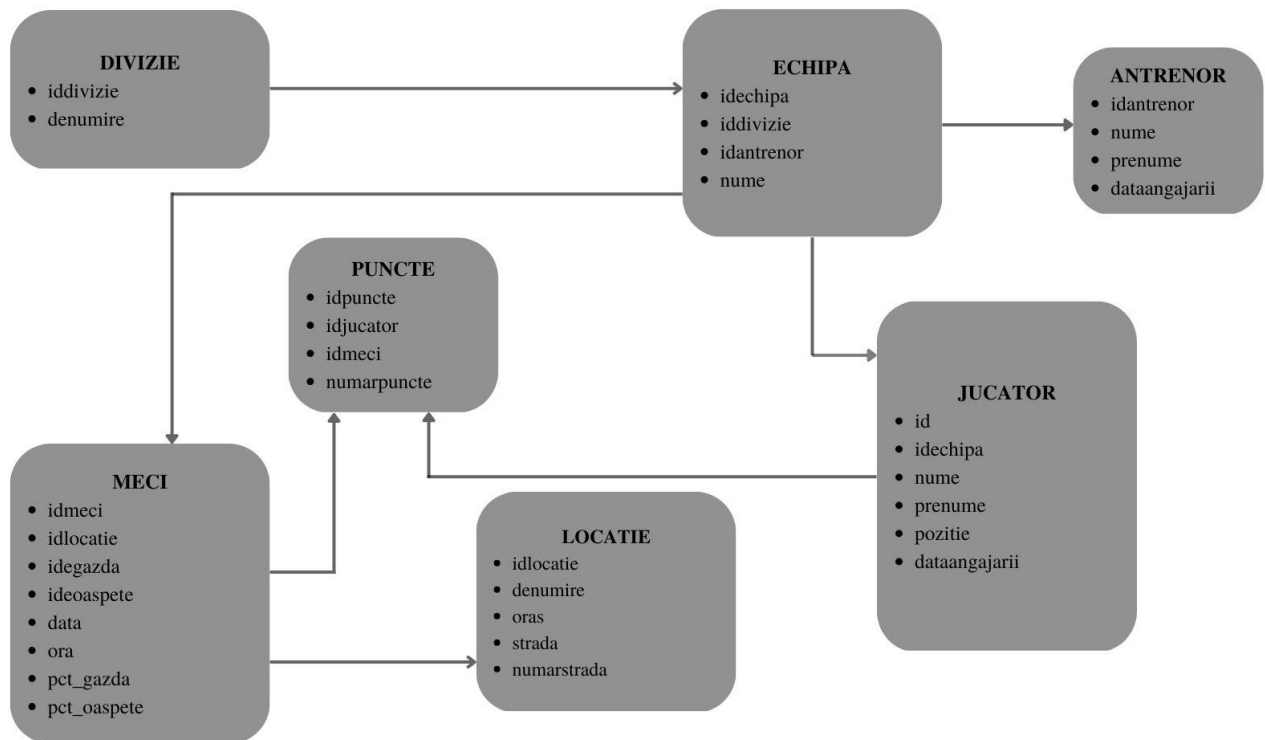 DIVIZIE
• iddivizie
• denumire
ECHIPA
• idechipa
• iddivizie
• idantrenor
• nume
ANTRENOR
• idantrenor
• nume
• prenume
• dataangajarii
PUNCTE
• idpuncte
• idjucator
• idmeci
• numarpuncte
JUCATOR
• id
• idechipa
• nume
• prenume
• pozitie
• dataangajarii
MECI
• idmeci
• idlocatie
• idegazda
• ideoaspete
• data
• ora
• pct_gazda
• pct_oaspete
LOCATIE
• idlocatie
• denumire
• oras
• strada
• numarstrada